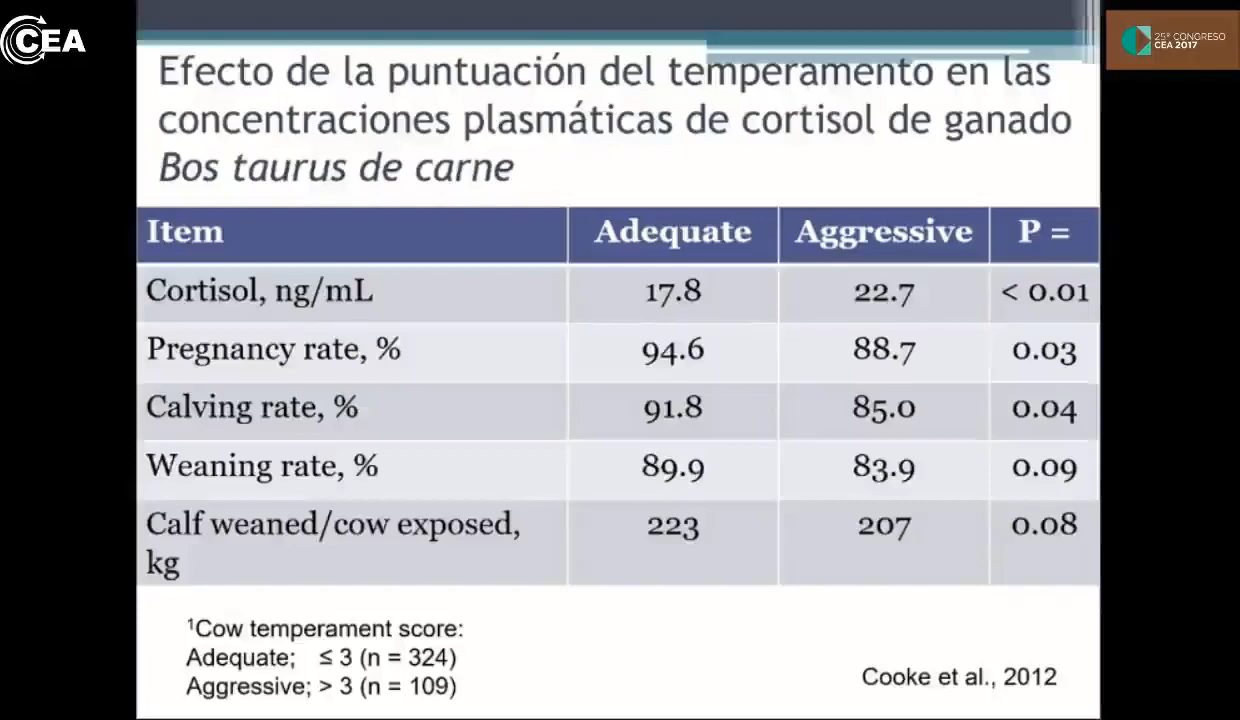 CEA
25º CONGRESO
CEA 2017
Efecto de la puntuación del temperamento en las
concentraciones plasmáticas de cortisol de ganado
Bos taurus de carne
Item Adequate Aggressive P =
Cortisol, ng/mL 17.8 22.7 < 0.01
Pregnancy rate, % 94.6 88.7 0.03
Calving rate, % 91.8 85.0 0.04
Weaning rate, % 89.9 83.9 0.09
Calf weaned/cow exposed, 223 207 0.08
kg
¹Cow temperament score:
Adequate; ≤ 3 (n = 324)
Aggressive; > 3 (n = 109)
Cooke et al., 2012